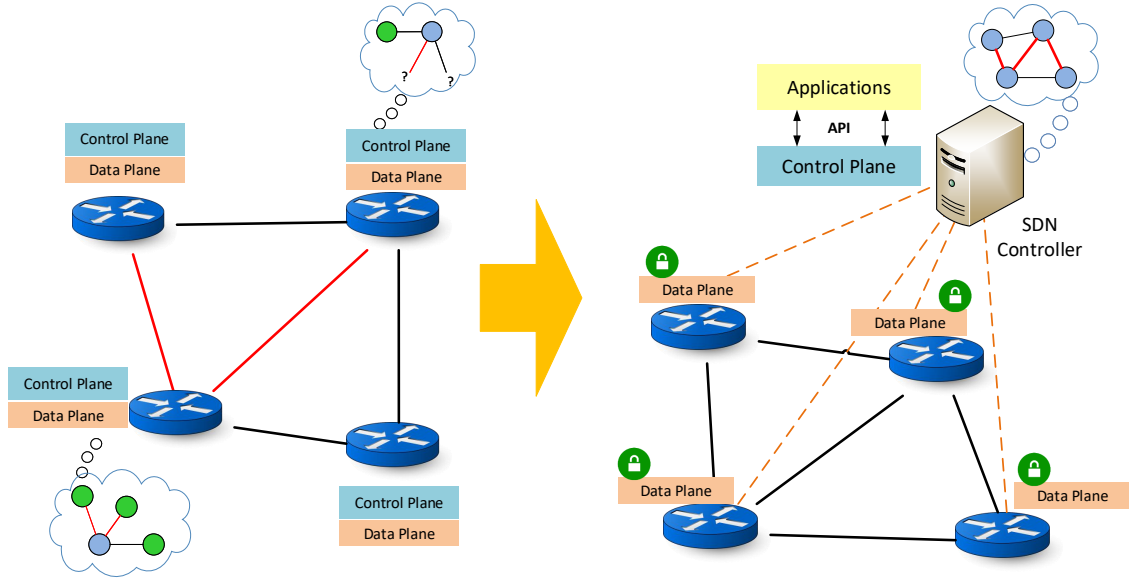 ?
?
Control Plane
Data Plane
Control Plane
Data Plane
Control Plane
Data Plane
Control Plane
Data Plane
Applications
API
Control Plane
SDN
Controller
Data Plane
Data Plane
Data Plane
Data Plane